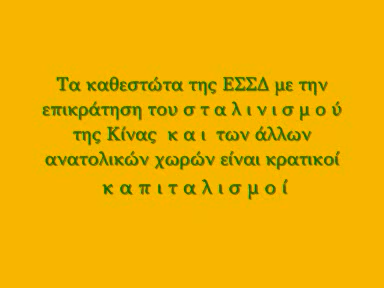 Τα καθεστώτα της ΕΣΣΔ με την
επικράτηση του σ τ α λ ι ν ι σ μ ο ύ
της Κίνας κ α ι των άλλων
ανατολικών χωρών είναι κρατικοί
κ α π ι τ α λ ι σ μ ο ί